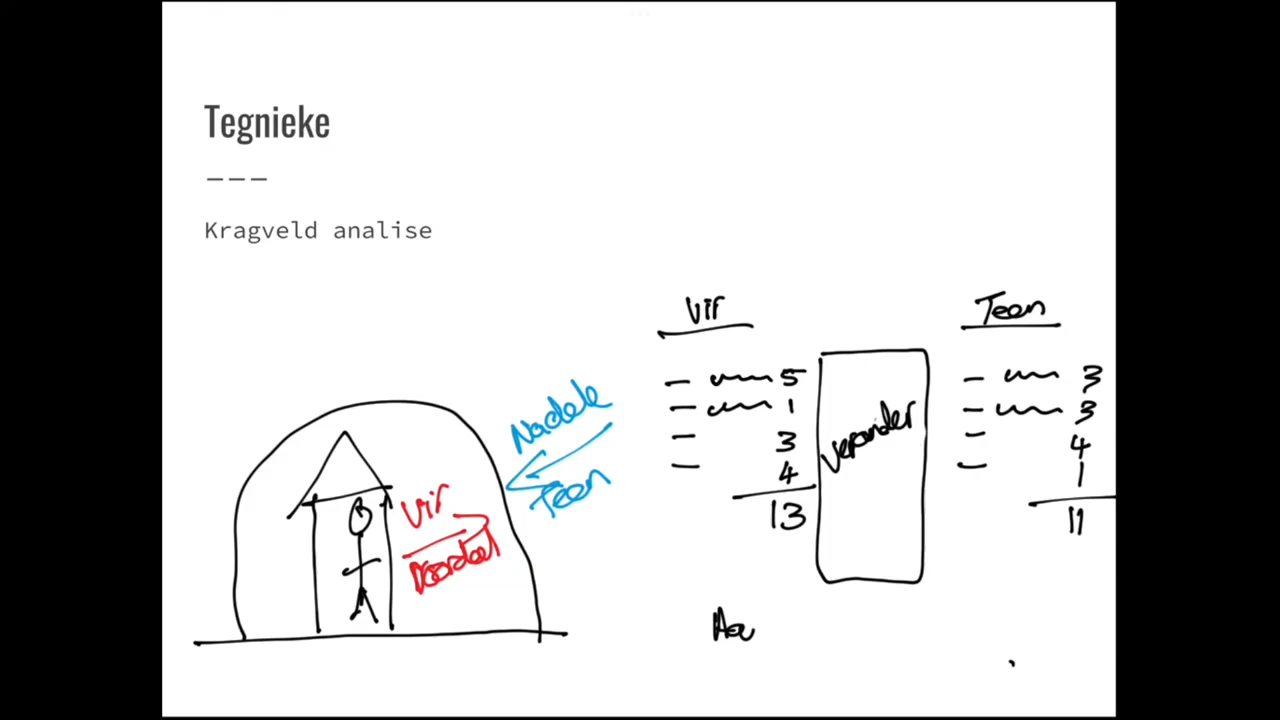 Tegnieke
Kragveld analise
Vir
Teen
5
1
3
4
13
Verander
3
3
4
1
11
Nadele
Teen
Vir
Voordeel